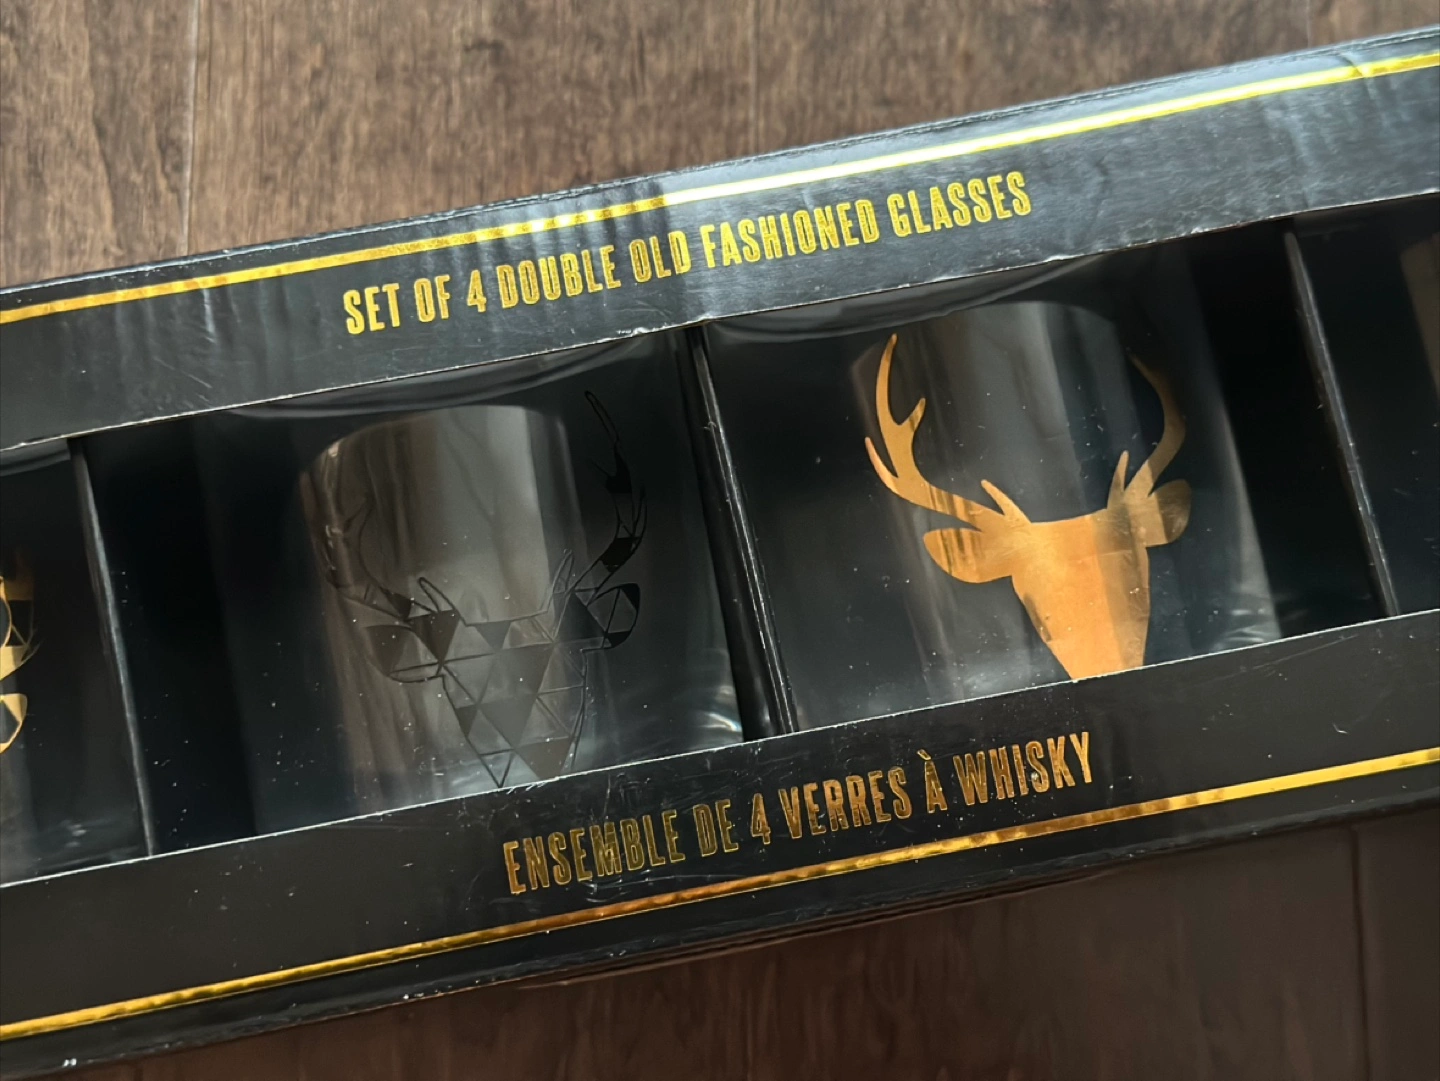 SET OF 4 DOUBLE OLD FASHIONED GLASSES
ENSEMBLE DE 4 VERRES À WHISKY